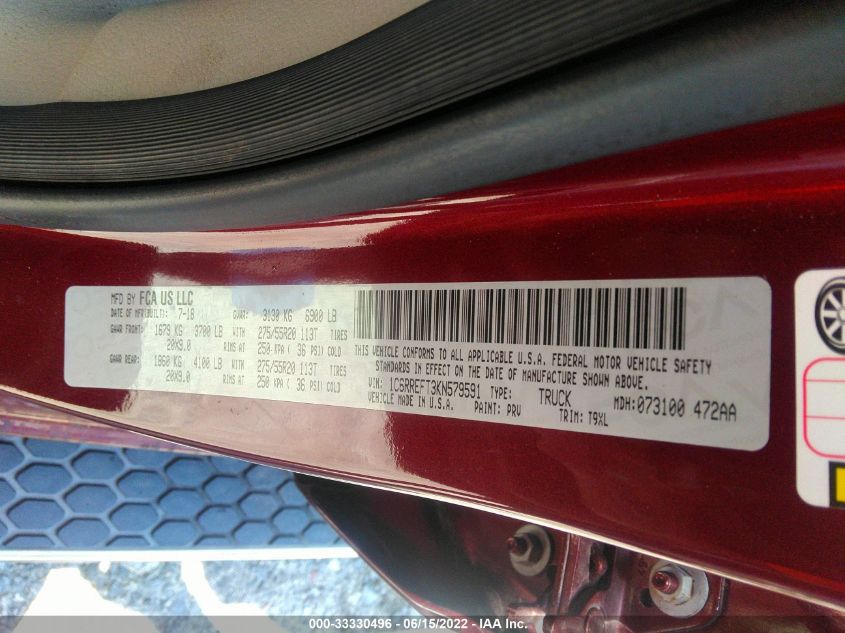 MFD BY FCA US LLC
DATE OF MFR(BUILT): 7-18 GVWR: 3130 KG 6900 LB
GAWR FRONT: 1679 KG 3700 LB WITH 275/55R20 113T TIRES
20X9.0 RIMS AT 250 KPA ( 36 PSI) COLD
GAWR REAR: 1860 KG 4100 LB WITH 275/55R20 113T TIRES
20X9.0 RIMS AT 250 KPA ( 36 PSI) COLD
THIS VEHICLE CONFORMS TO ALL APPLICABLE U.S.A. FEDERAL MOTOR VEHICLE SAFETY
STANDARDS IN EFFECT ON THE DATE OF MANUFACTURE SHOWN ABOVE.
VIN: 1C6RREFT3KN579591 TYPE: TRUCK MDH: 073100 472AA
VEHICLE MADE IN U.S.A. PAINT: PRV TRIM: T9XL
000-33330496 - 06/15/2022 - IAA Inc.